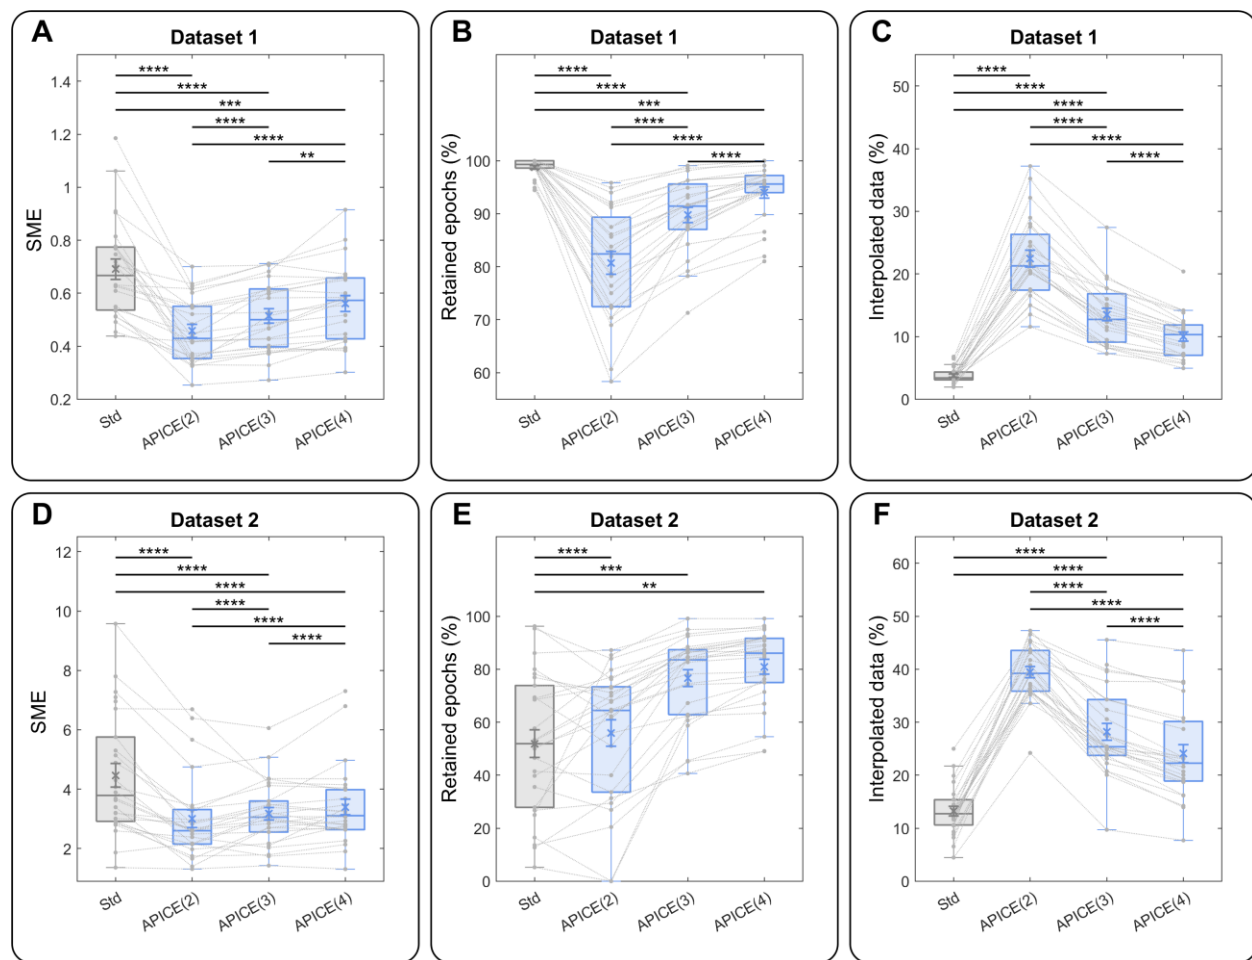 A
Dataset 1
SME
1.4
1.2
1
0.8
0.6
0.4
0.2
****
****
***
****
****
**
Std
APICE(2)
APICE(3)
APICE(4)
B
Dataset 1
Retained epochs (%)
100
90
80
70
60
****
****
***
****
****
****
Std
APICE(2)
APICE(3)
APICE(4)
C
Dataset 1
Interpolated data (%)
50
40
30
20
10
0
****
****
****
****
****
****
Std
APICE(2)
APICE(3)
APICE(4)
D
Dataset 2
SME
12
10
8
6
4
2
****
****
****
****
****
****
Std
APICE(2)
APICE(3)
APICE(4)
E
Dataset 2
Retained epochs (%)
100
80
60
40
20
0
****
***
**
Std
APICE(2)
APICE(3)
APICE(4)
F
Dataset 2
Interpolated data (%)
60
50
40
30
20
10
0
****
****
****
****
****
Std
APICE(2)
APICE(3)
APICE(4)